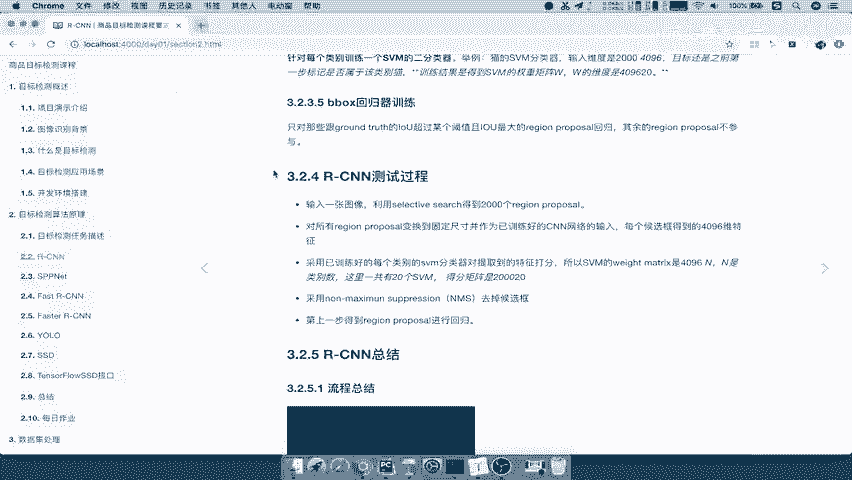 Chrome 文件 修改 视图 历史记录 书签 其他人 电动窗 帮助
100%
R-CNN | 商品目标检测课程第三
localhost:4000/day01/section2.html
商品目标检测课程
1. 目标检测概述
1.1. 项目演示介绍
1.2. 图像识别背景
1.3. 什么是目标检测
1.4. 目标检测应用场景
1.5. 开发环境搭建
2. 目标检测算法原理
2.1. 目标检测任务描述
2.2. R-CNN
2.3. SPPNet
2.4. Fast R-CNN
2.5. Faster R-CNN
2.6. YOLO
2.7. SSD
2.8. TensorFlowSSD接口
2.9. 总结
2.10. 每日作业
3. 数据集处理
针对每个类别训练一个SVM的二分类器。举例：猫的SVM分类器，输入维度是2000 4096，目标还是之前第
一步标记是否属于该类别猫，**训练结果是得到SVM的权重矩阵W，W的维度是409620。**
3.2.3.5 bbox回归器训练
只对那些跟ground truth的IoU超过某个阈值且IOU最大的region proposal回归，其余的region proposal不参
与。
3.2.4 R-CNN测试过程
• 输入一张图像，利用selective search得到2000个region proposal。
• 对所有region proposal变换到固定尺寸并作为已训练好的CNN网络的输入，每个候选框得到的4096维特
征
• 采用已训练好的每个类别的svm分类器对提取到的特征打分，所以SVM的weight matrix是4096 N，N是
类别数，这里一共有20个SVM， 得分矩阵是200020
• 采用non-maximun suppression（NMS）去掉候选框
• 第上一步得到region proposal进行回归。
3.2.5 R-CNN总结
3.2.5.1 流程总结